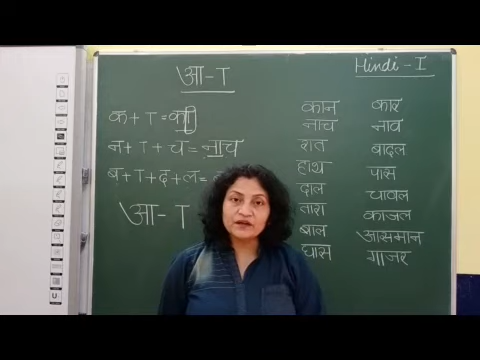 आ - ा
Hindi - I
क + ा = का
न + ा + च = नाच
ब + ा + द + ल =
आ - ा
कान कार
नाच नाव
रात बादल
हाथ पास
दाल चावल
तारा काजल
बाल आसमान
घास गाजर